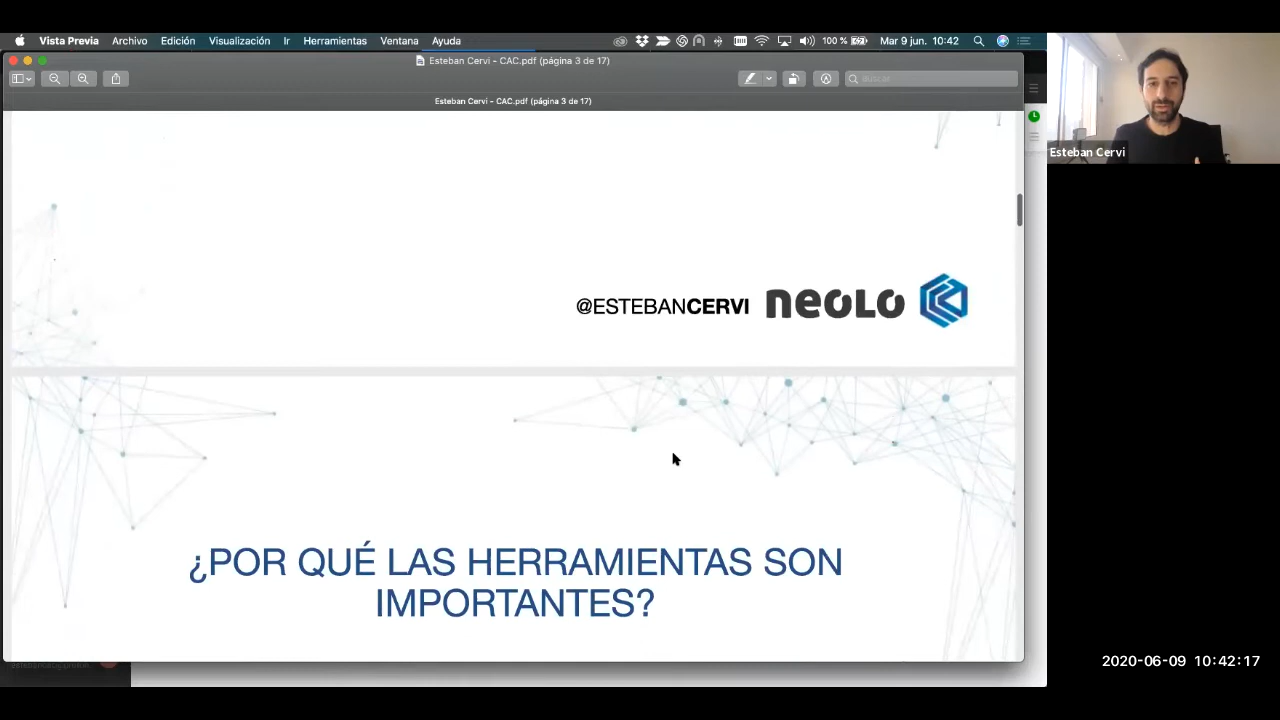 Vista Previa Archivo Edición Visualización Ir Herramientas Ventana Ayuda 100 % Mar 9 jun. 10:42
Esteban Cervi - CAC.pdf (página 3 de 17)
Buscar
Esteban Cervi - CAC.pdf (página 3 de 17)
Esteban Cervi
@ESTEBANCERVI neolo
¿POR QUÉ LAS HERRAMIENTAS SON
IMPORTANTES?
2020-06-09 10:42:17